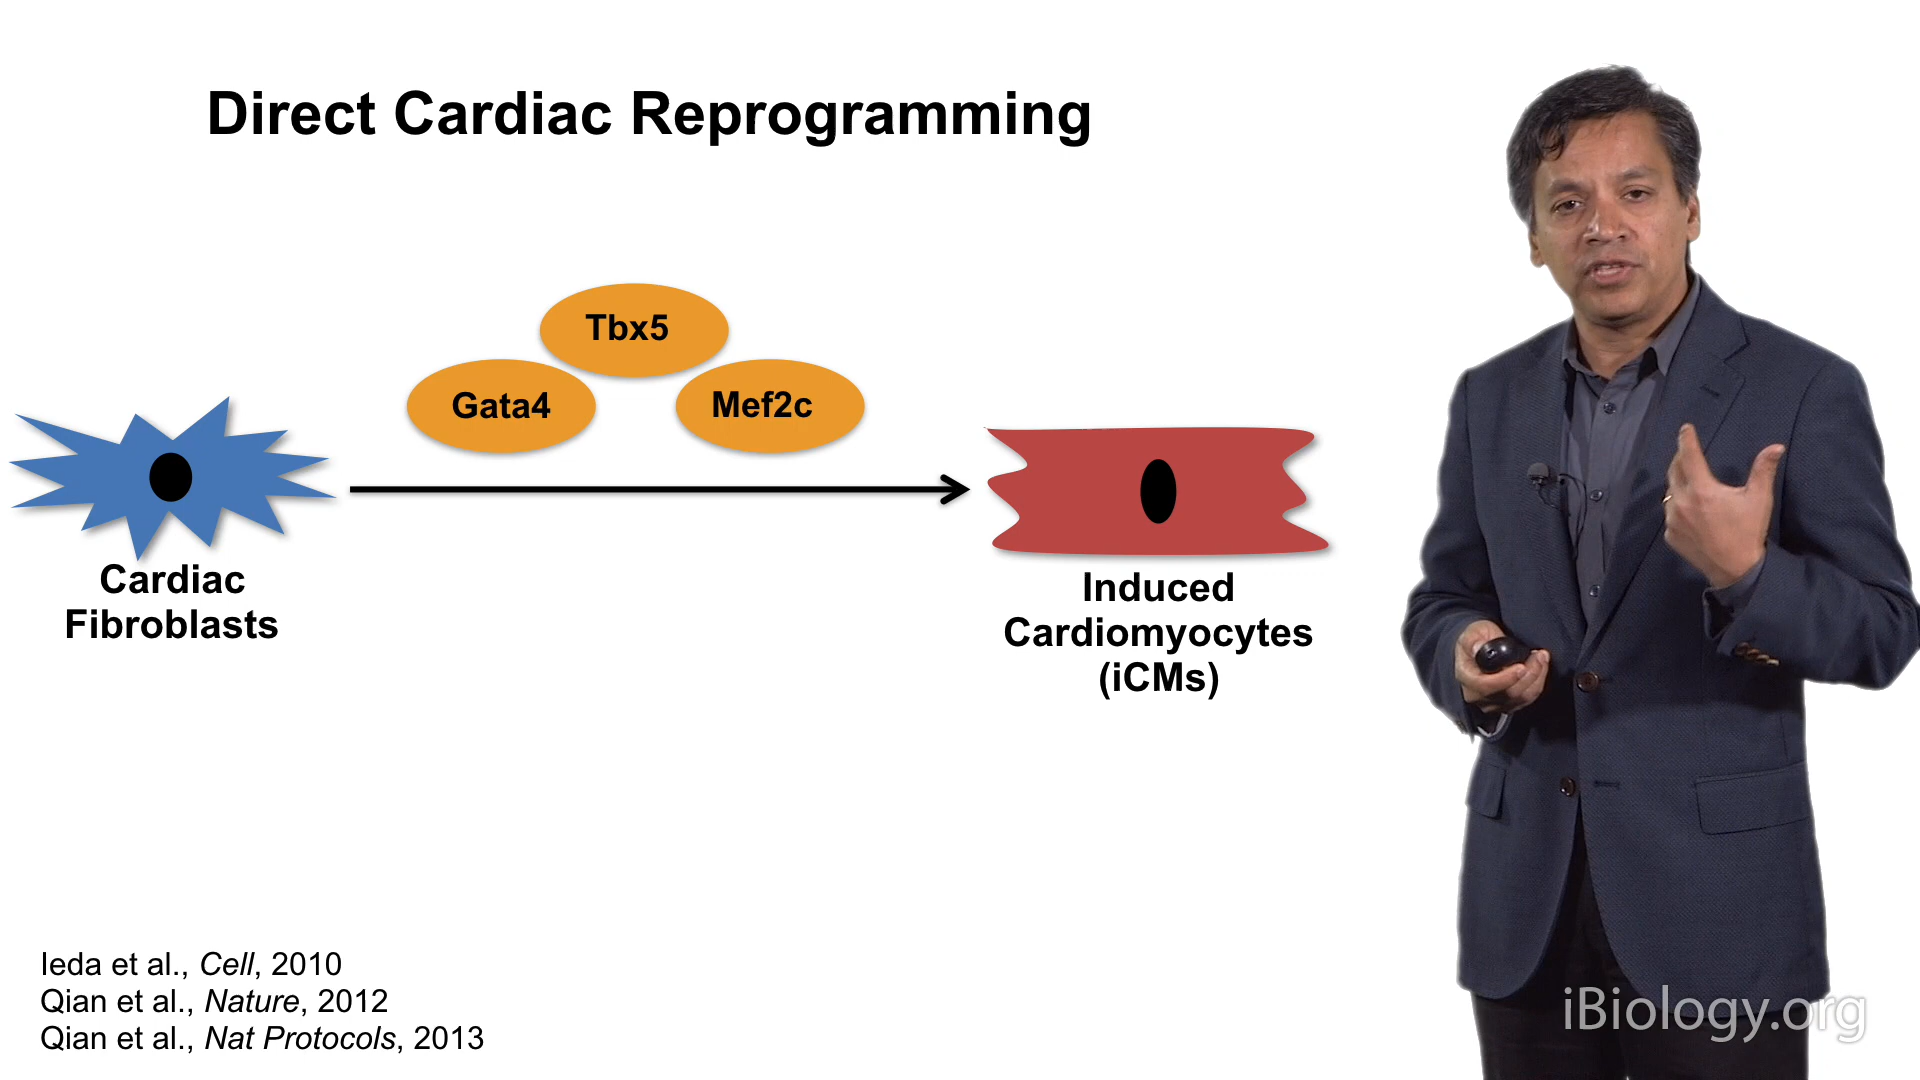 Direct Cardiac Reprogramming
Tbx5
Gata4
Mef2c
Cardiac
Fibroblasts
Induced
Cardiomyocytes
(iCMs)
Ieda et al., Cell, 2010
Qian et al., Nature, 2012
Qian et al., Nat Protocols, 2013
iBiology.org